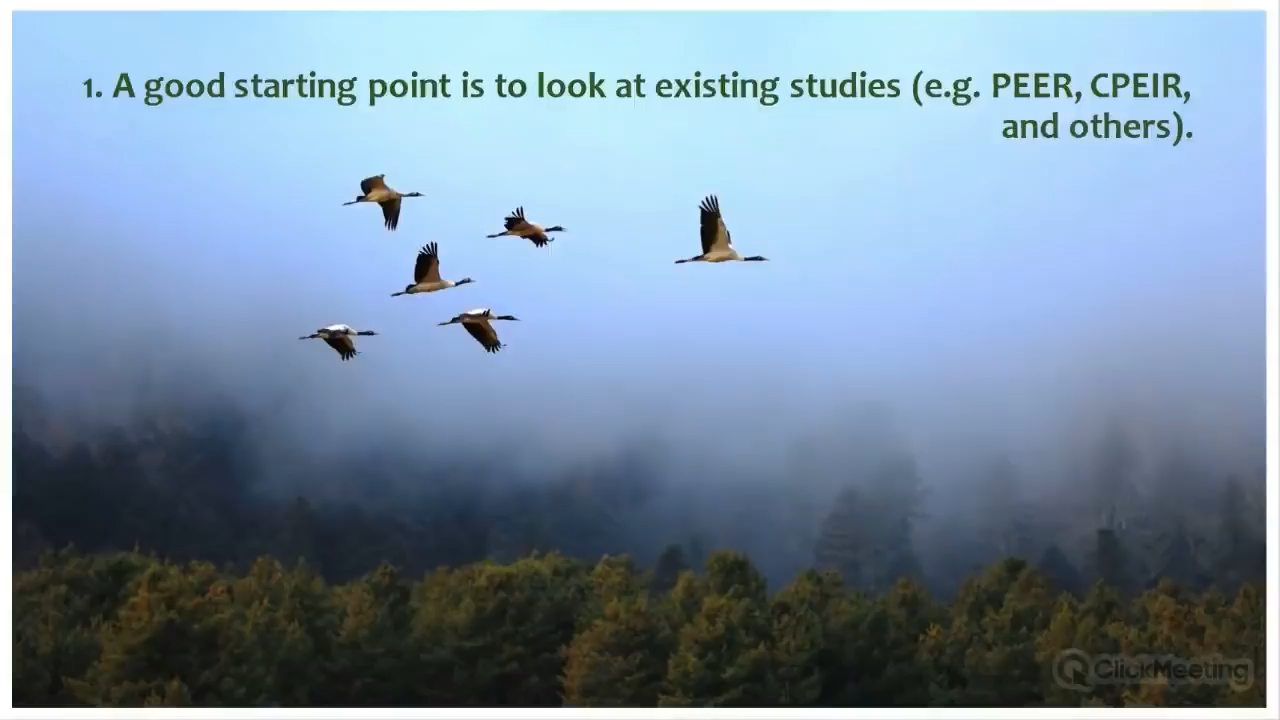 1. A good starting point is to look at existing studies (e.g. PEER, CPEIR,
and others).
ClickMeeting